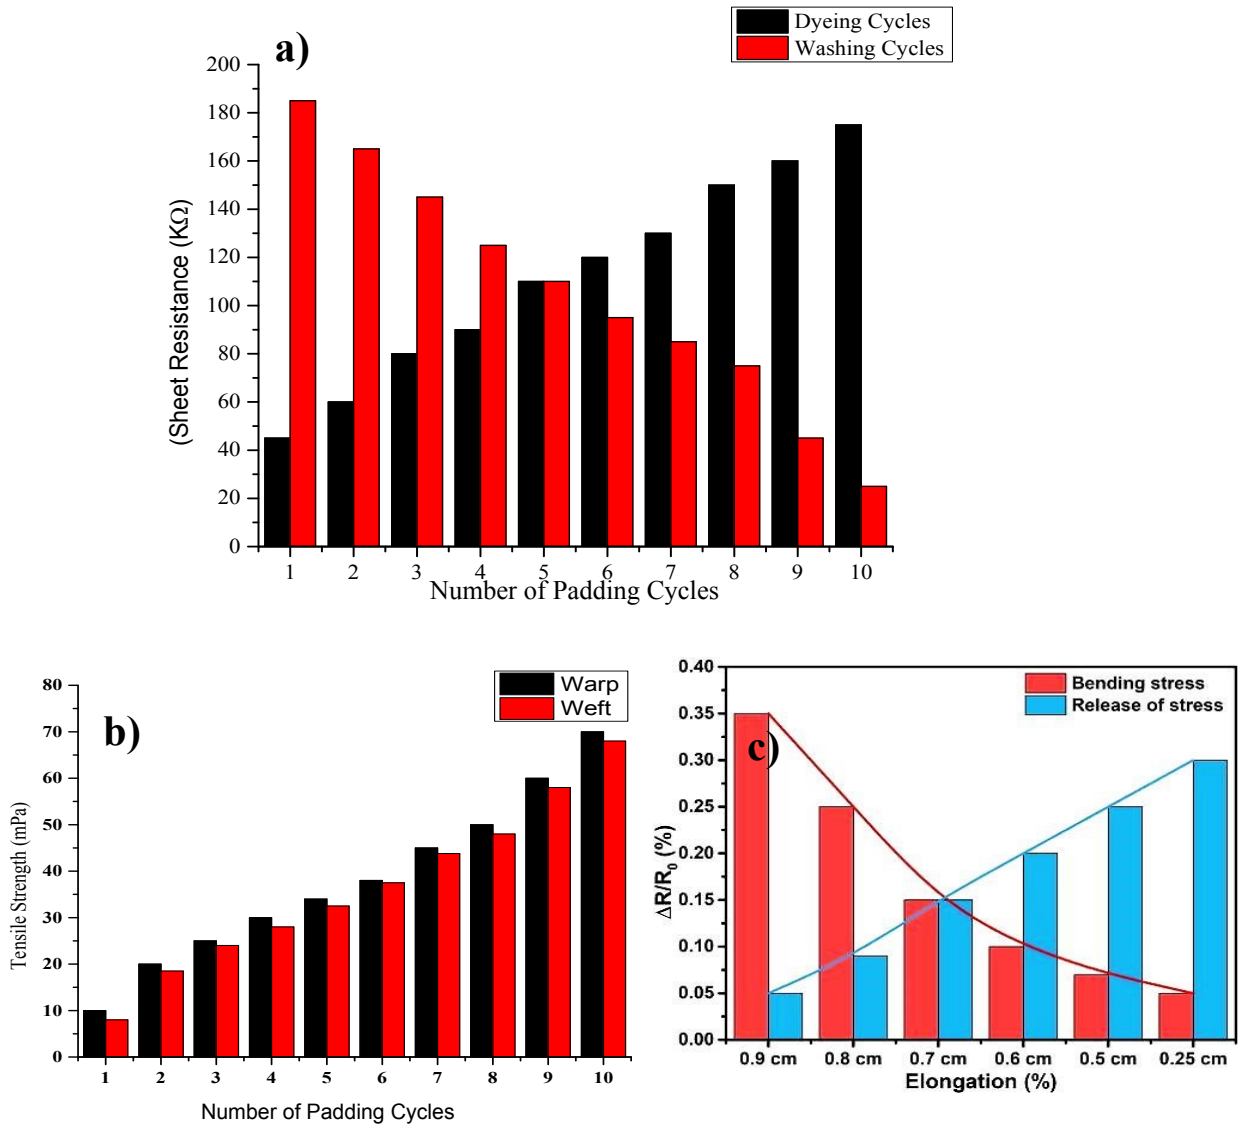 a)
Dyeing Cycles
Washing Cycles
200
180
160
140
120
100
80
60
40
20
0
(Sheet Resistance (KΩ)
1 2 3 4 5 6 7 8 9 10
Number of Padding Cycles
b)
Warp
Weft
80
70
60
50
40
30
20
10
0
Tensile Strength (mPa)
1 2 3 4 5 6 7 8 9 10
Number of Padding Cycles
c)
Bending stress
Release of stress
0.40
0.35
0.30
0.25
0.20
0.15
0.10
0.05
0.00
ΔR/R0 (%)
0.9 cm 0.8 cm 0.7 cm 0.6 cm 0.5 cm 0.25 cm
Elongation (%)